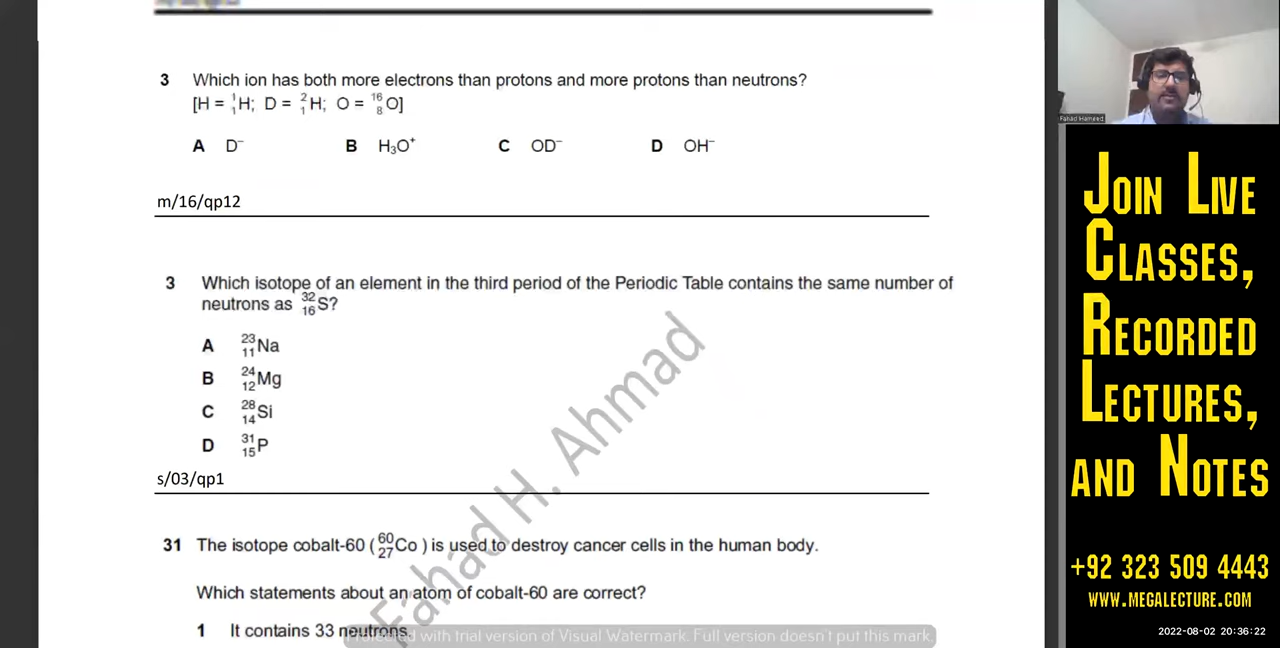 3 Which ion has both more electrons than protons and more protons than neutrons?
[H = ¹₁H; D = ²₁H; O = ¹⁶₈O]
A D⁻ B H₃O⁺ C OD⁻ D OH⁻
m/16/qp12
3 Which isotope of an element in the third period of the Periodic Table contains the same number of
neutrons as ³²₁₆S?
A ²³₁₁Na
B ²⁴₁₂Mg
C ²⁸₁₄Si
D ³¹₁₅P
s/03/qp1
31 The isotope cobalt-60 (⁶⁰₂₇Co) is used to destroy cancer cells in the human body.
Which statements about an atom of cobalt-60 are correct?
1 It contains 33 neutrons.
Fahad H. Ahmad
Protected with trial version of Visual Watermark. Full version doesn't put this mark.
Fahad Hameed
JOIN LIVE
CLASSES,
RECORDED
LECTURES,
AND NOTES
+92 323 509 4443
WWW.MEGALECTURE.COM
2022-08-02 20:36:22